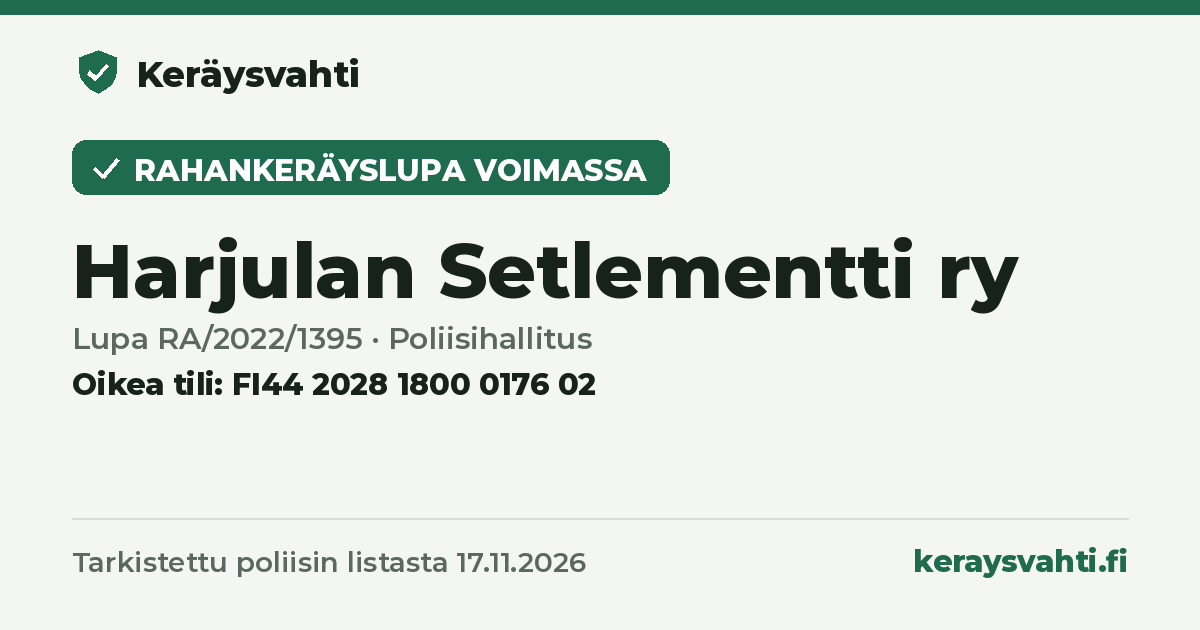 Keräysvahti
RAHANKERÄYSLUPA VOIMASSA
Harjulan Setlementti ry
Lupa RA/2022/1395 · Poliisihallitus
Oikea tili: FI44 2028 1800 0176 02
Tarkistettu poliisin listasta 17.11.2026
keraysvahti.fi